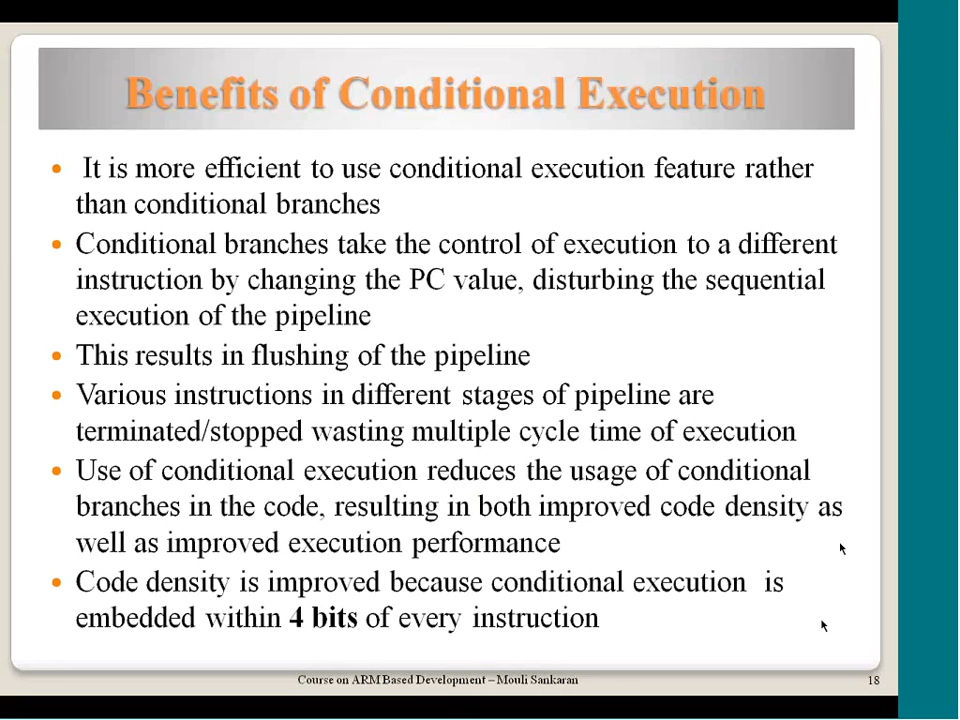 Benefits of Conditional Execution
• It is more efficient to use conditional execution feature rather
than conditional branches
• Conditional branches take the control of execution to a different
instruction by changing the PC value, disturbing the sequential
execution of the pipeline
• This results in flushing of the pipeline
• Various instructions in different stages of pipeline are
terminated/stopped wasting multiple cycle time of execution
• Use of conditional execution reduces the usage of conditional
branches in the code, resulting in both improved code density as
well as improved execution performance
• Code density is improved because conditional execution is
embedded within 4 bits of every instruction
Course on ARM Based Development – Mouli Sankaran
18